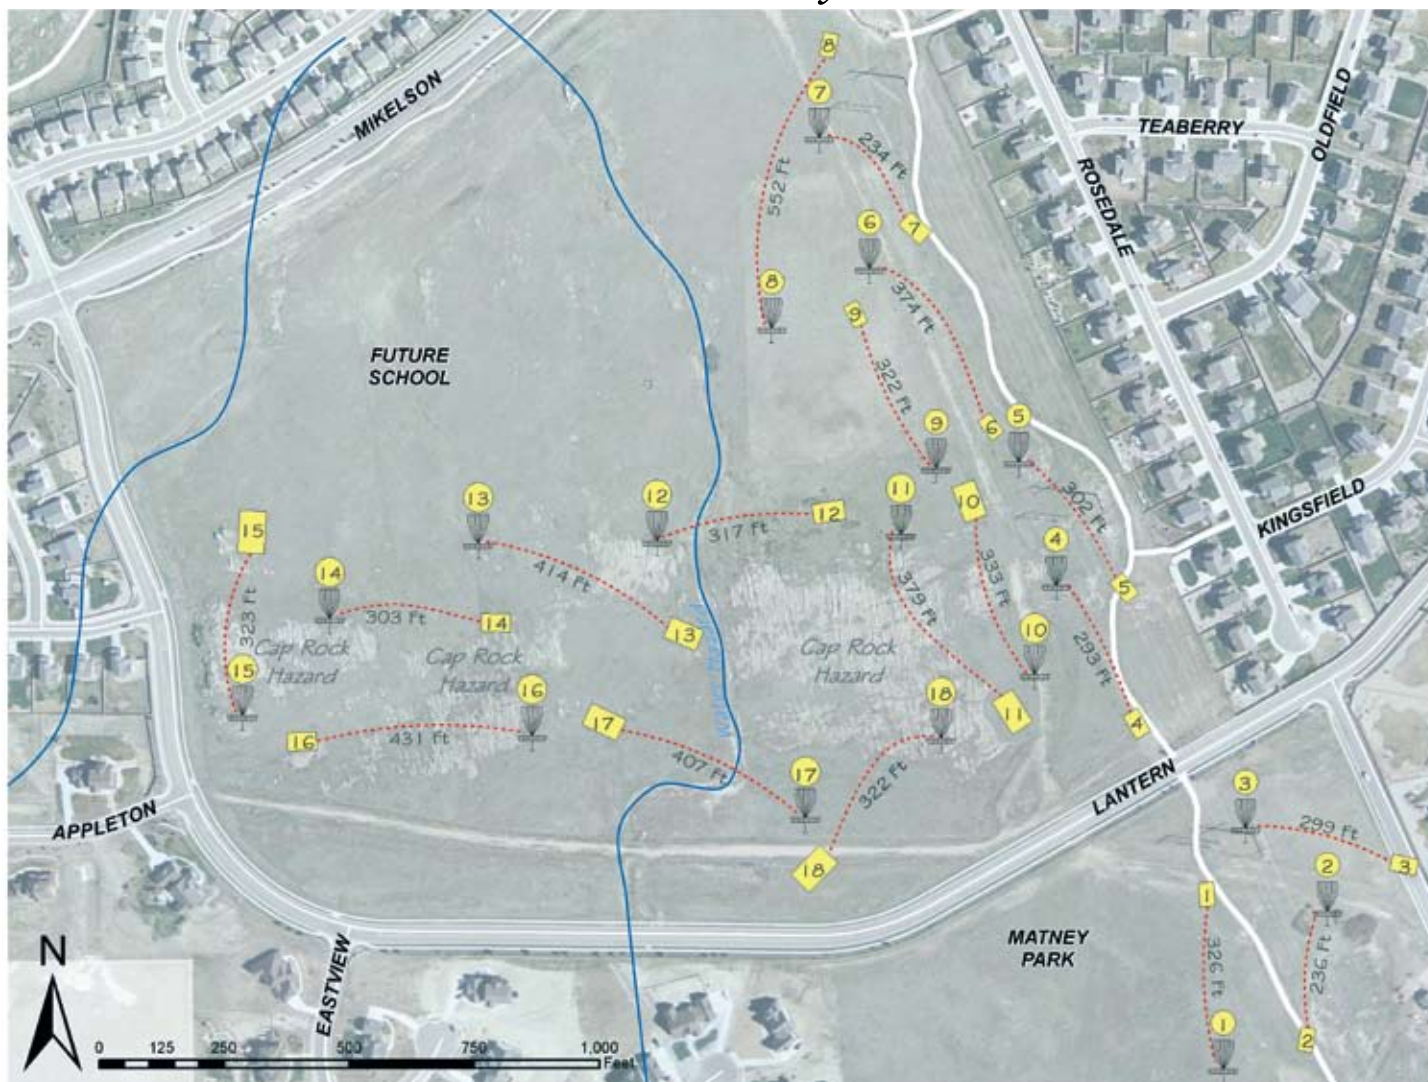 MIKELSON
TEABERRY
OLDFIELD
ROSEDALE
KINGSFIELD
LANTERN
APPLETON
EASTVIEW
FUTURE
SCHOOL
MATNEY
PARK
8
7
234 ft
7
552 ft
6
8
374 ft
9
322 ft
6
5
9
302 ft
5
10
11
12
317 ft
12
13
414 ft
13
15
14
303 ft
14
323 ft
15
4
333 ft
379 ft
10
293 ft
4
11
Cap Rock
Hazard
Cap Rock
Hazard
Cap Rock
Hazard
16
431 ft
16
17
407 ft
17
18
322 ft
18
3
299 ft
3
2
236 ft
2
1
326 ft
1
N
0 125 250 500 750 1,000
Feet